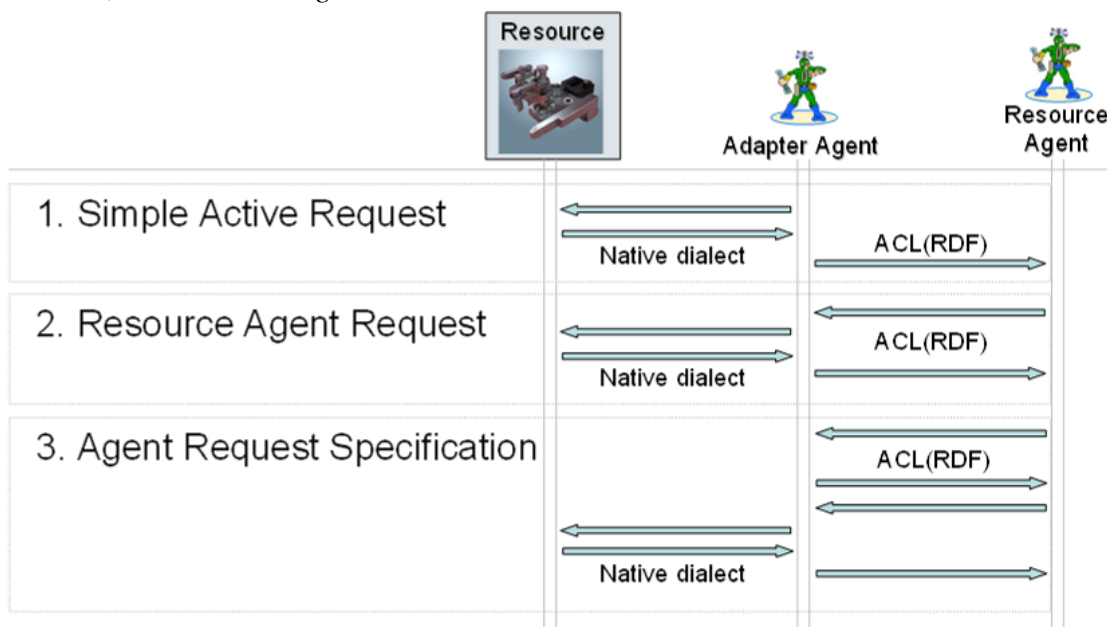 Resource
Adapter Agent
Resource
Agent
1. Simple Active Request
Native dialect
ACL(RDF)
2. Resource Agent Request
ACL(RDF)
Native dialect
3. Agent Request Specification
ACL(RDF)
Native dialect